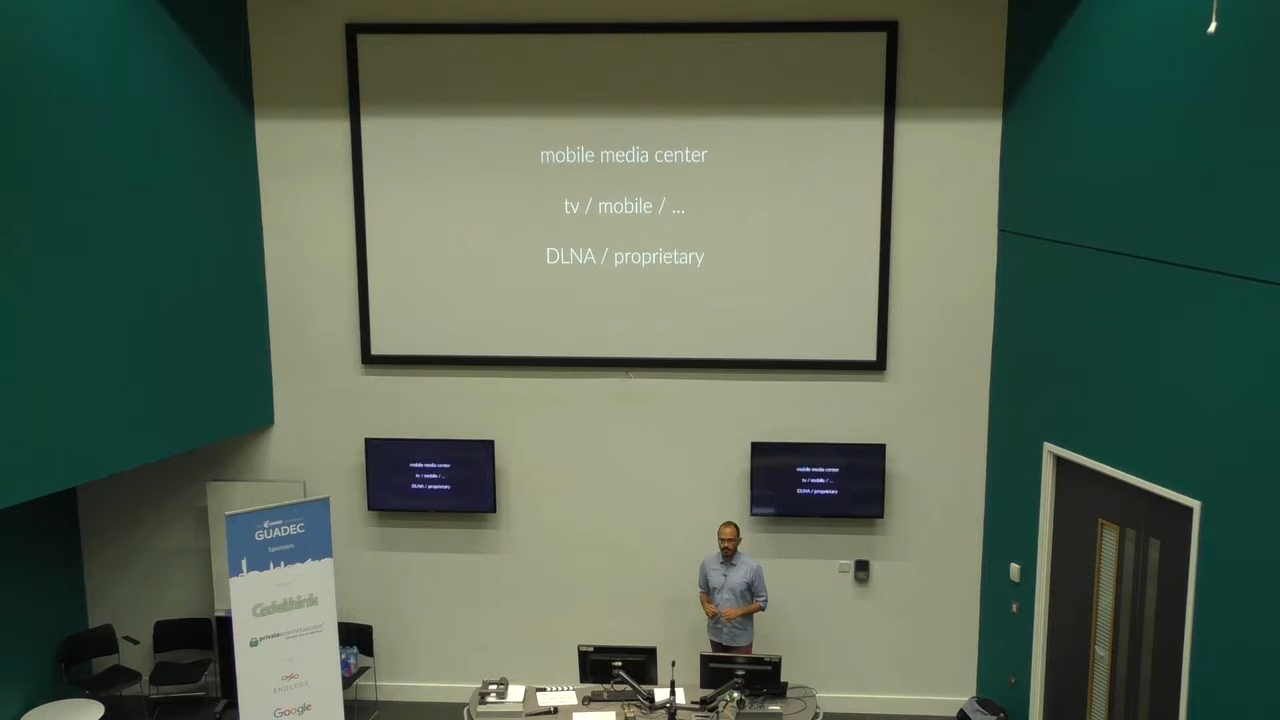 mobile media center
tv / mobile / ...
DLNA / proprietary
mobile media center
tv / mobile / ...
DLNA / proprietary
mobile media center
tv / mobile / ...
DLNA / proprietary
GUADEC
Sponsors
Codethink
privateinternetaccess
ENDLESS
Google